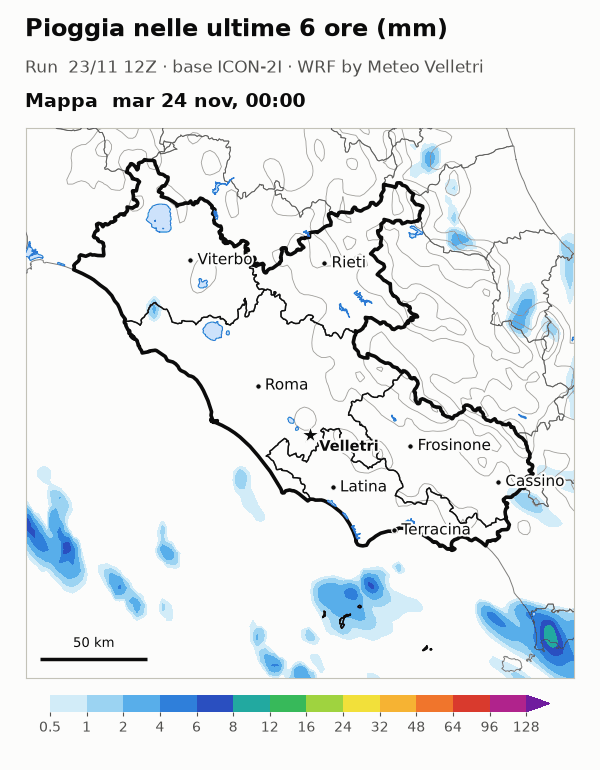 Pioggia nelle ultime 6 ore (mm)
Run  23/11 12Z · base ICON-2I · WRF by Meteo Velletri
Mappa  mar 24 nov, 00:00
Viterbo
Rieti
Roma
Velletri
Frosinone
Latina
Cassino
Terracina
50 km
0.5 1 2 4 6 8 12 16 24 32 48 64 96 128